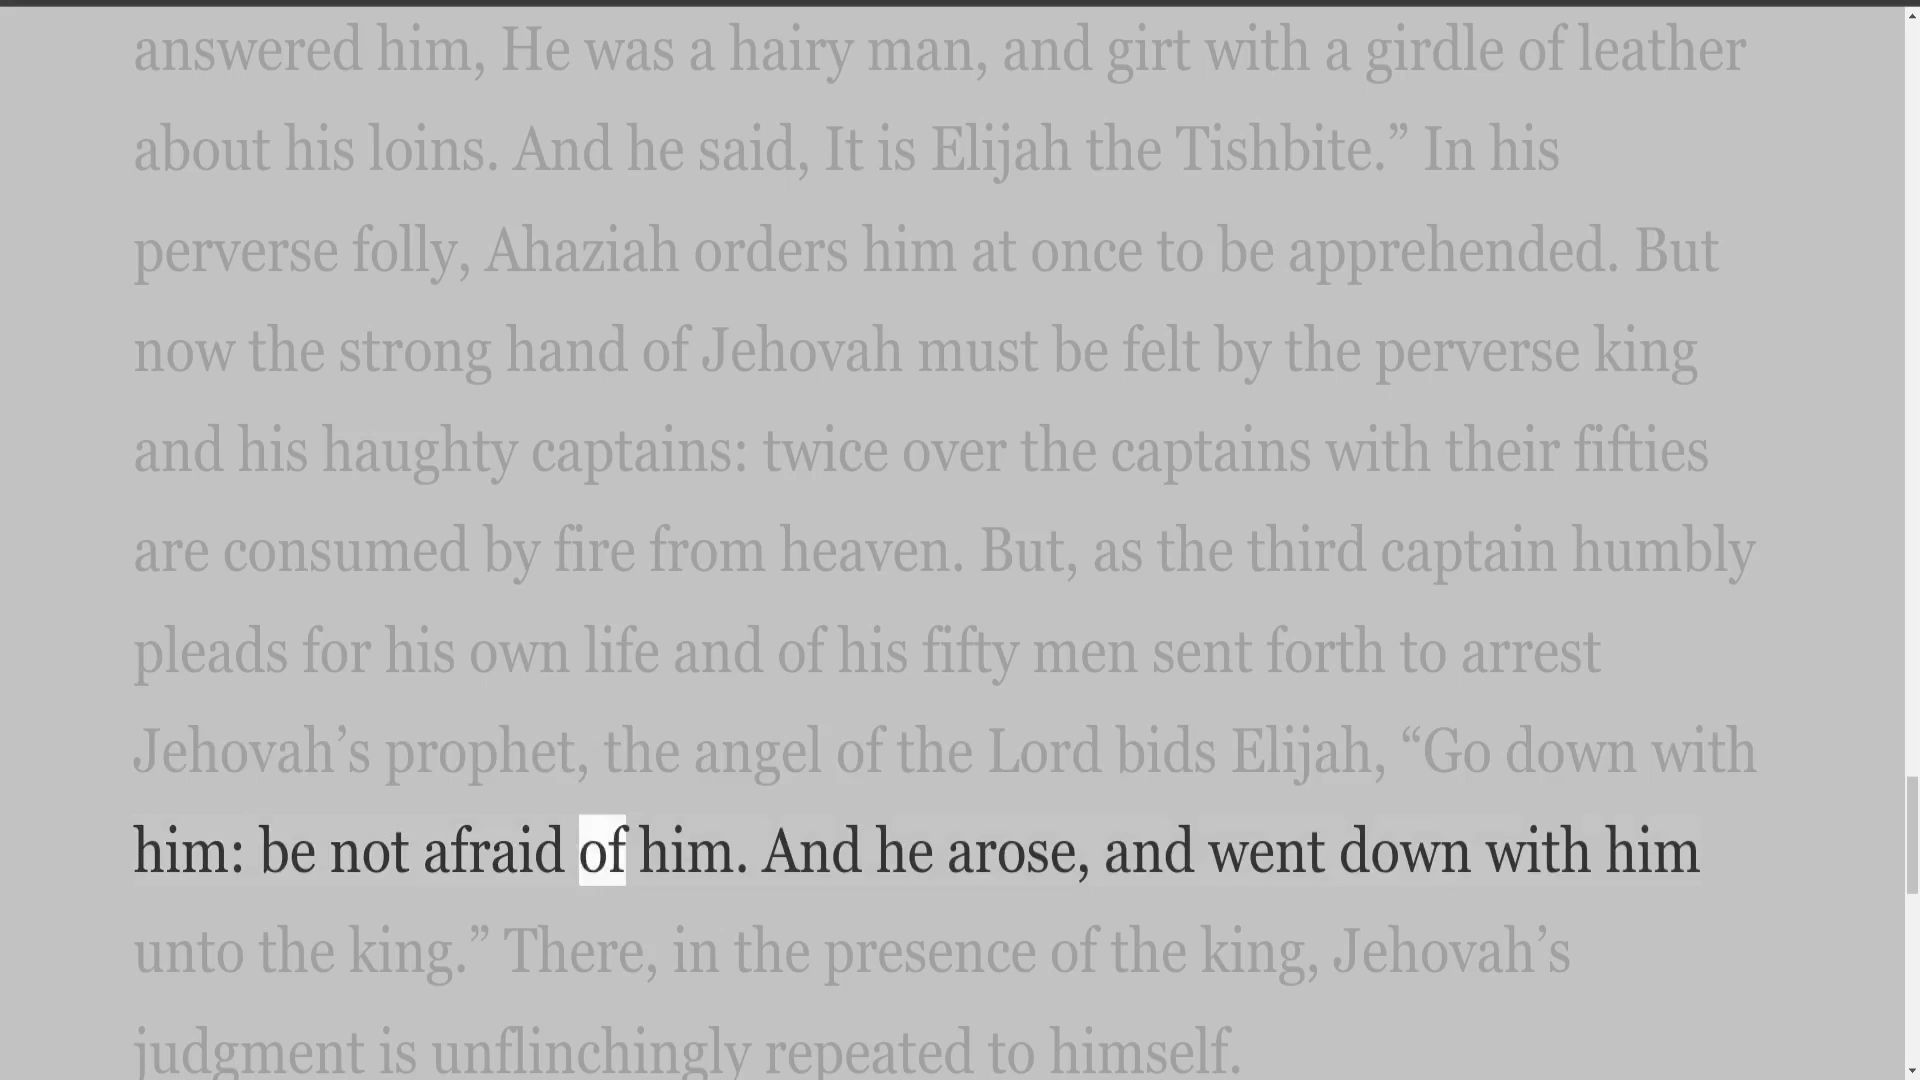 answered him, He was a hairy man, and girt with a girdle of leather
about his loins. And he said, It is Elijah the Tishbite.” In his
perverse folly, Ahaziah orders him at once to be apprehended. But
now the strong hand of Jehovah must be felt by the perverse king
and his haughty captains: twice over the captains with their fifties
are consumed by fire from heaven. But, as the third captain humbly
pleads for his own life and of his fifty men sent forth to arrest
Jehovah’s prophet, the angel of the Lord bids Elijah, “Go down with
him: be not afraid of him. And he arose, and went down with him
unto the king.” There, in the presence of the king, Jehovah’s
judgment is unflinchingly repeated to himself.